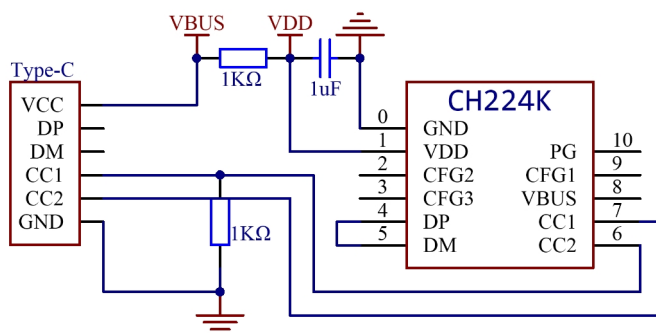 VBUS VDD
Type-C
1KΩ 1uF
CH224K
VCC
DP
DM
CC1
CC2
GND
1KΩ
0 GND
1 VDD PG 10
2 CFG2 CFG1 9
3 CFG3 VBUS 8
4 DP CC1 7
5 DM CC2 6